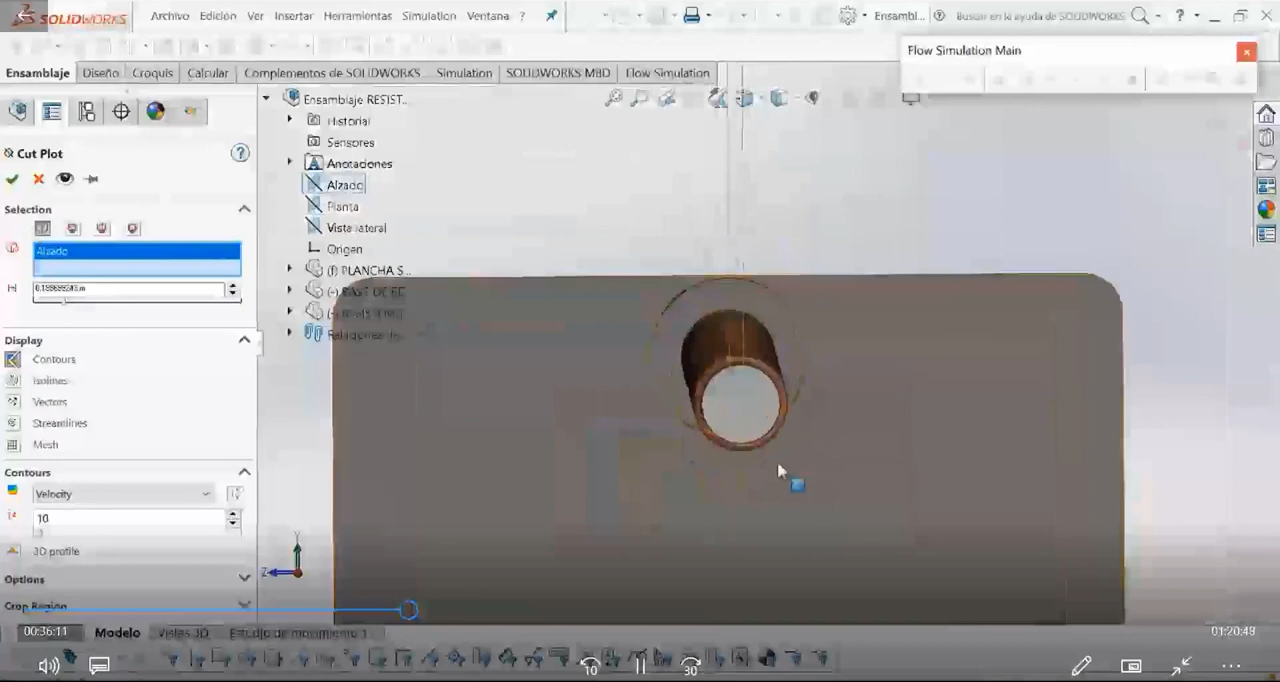 SOLIDWORKS Archivo Edición Ver Insertar Herramientas Simulation Ventana ? Ensambl... Buscar en la ayuda de SOLIDWORKS ?
Flow Simulation Main
Ensamblaje Diseño Croquis Calcular Complementos de SOLIDWORKS Simulation SOLIDWORKS MBD Flow Simulation
Ensamblaje RESIST...
Historial
Sensores
Anotaciones
Alzado
Planta
Vista lateral
Origen
(f) PLANCHA S...
Cut Plot
Selection
Alzado
Display
Contours
Isolines
Vectors
Streamlines
Mesh
Contours
Velocity
10
3D profile
Options
Crop Region
Y
Z
00:36:11 Modelo Vistas 3D Estudio de movimiento 1 01:20:48
10 30